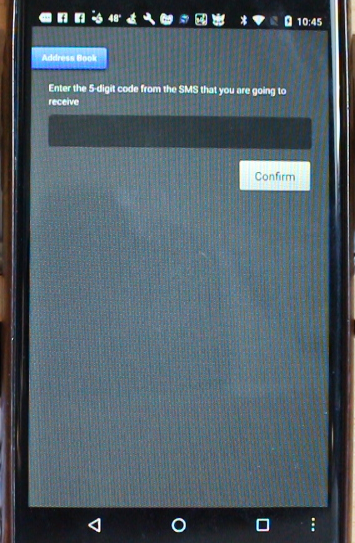 48° 10:45
Address Book
Enter the 5-digit code from the SMS that you are going to
receive
Confirm